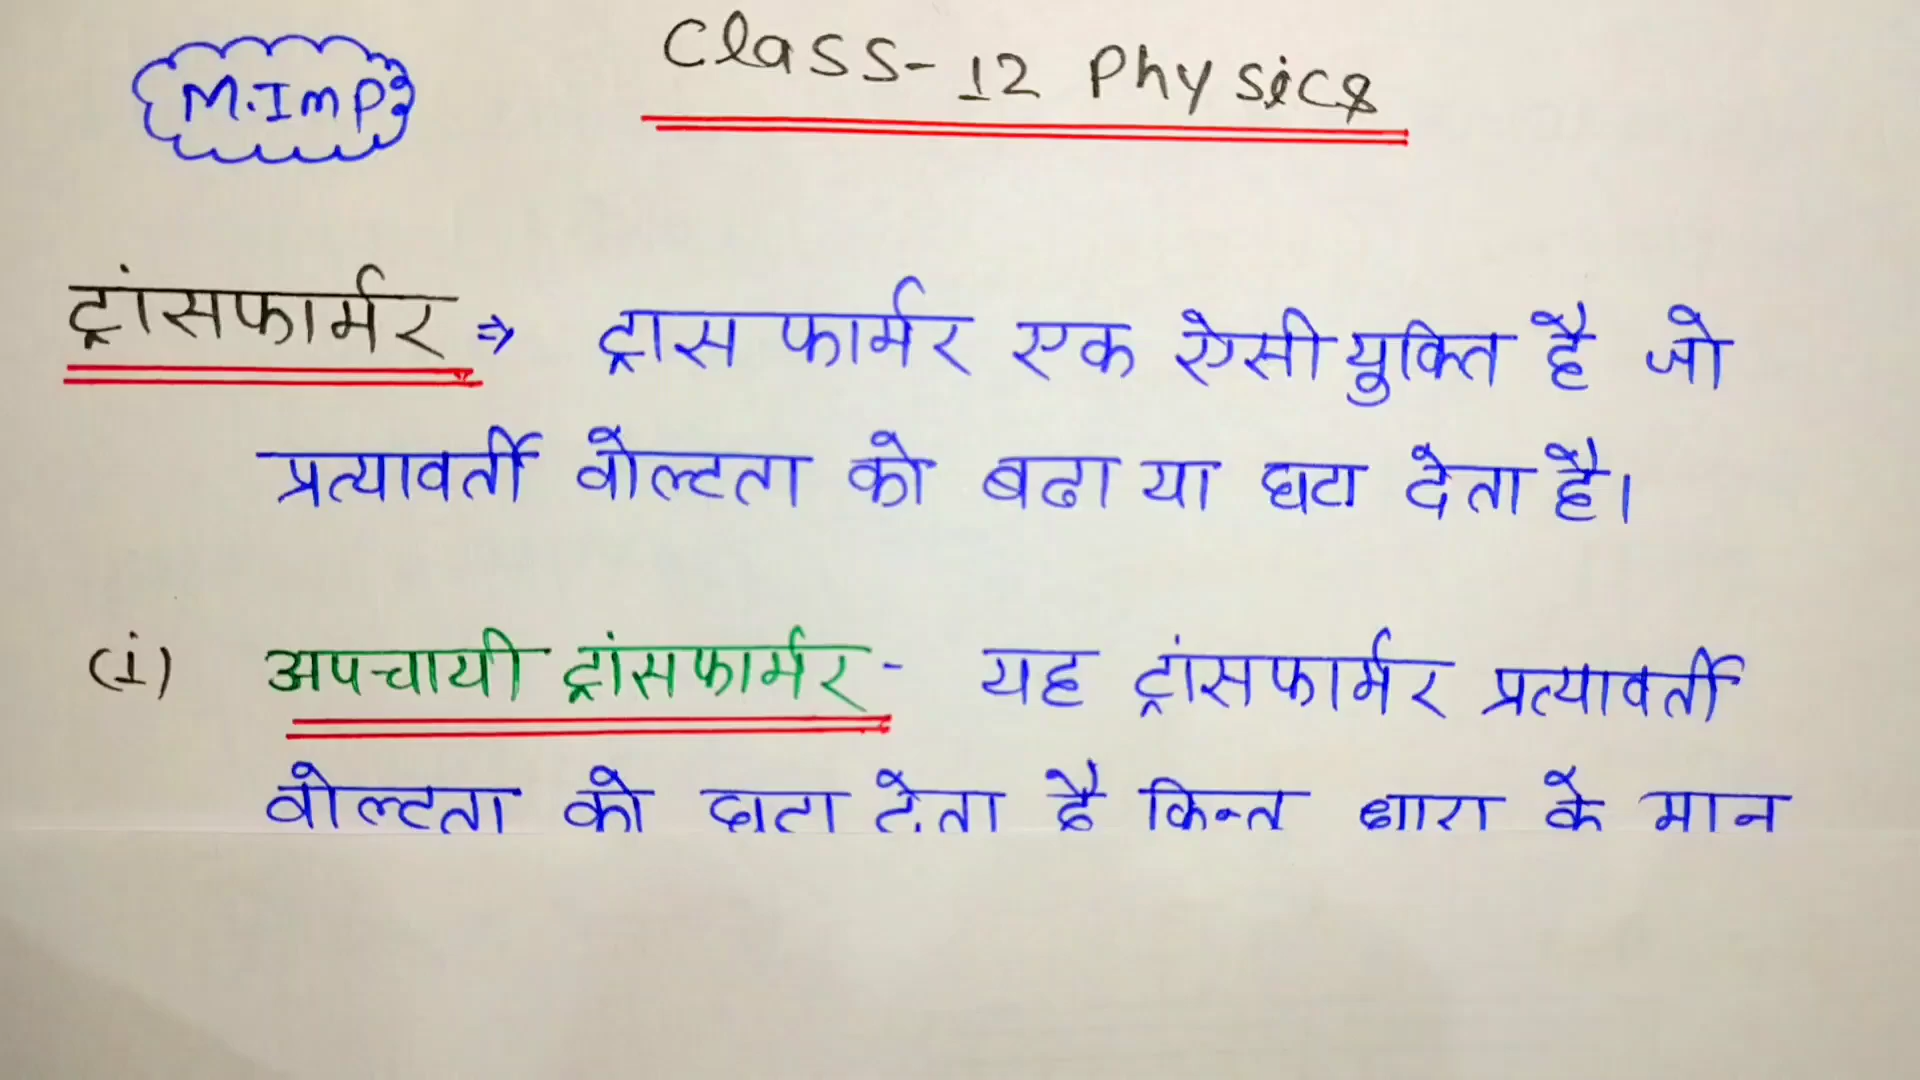 M.Imp
Class-12 Physics
ट्रांसफार्मर ⇒ ट्रास फार्मर एक ऐसी युक्ति है जो
प्रत्यावर्ती वोल्टता को बढा या घटा देता है।
(i) अपचायी ट्रांसफार्मर - यह ट्रांसफार्मर प्रत्यावर्ती
वोल्टता को घटा देता है किन्त धारा के मान